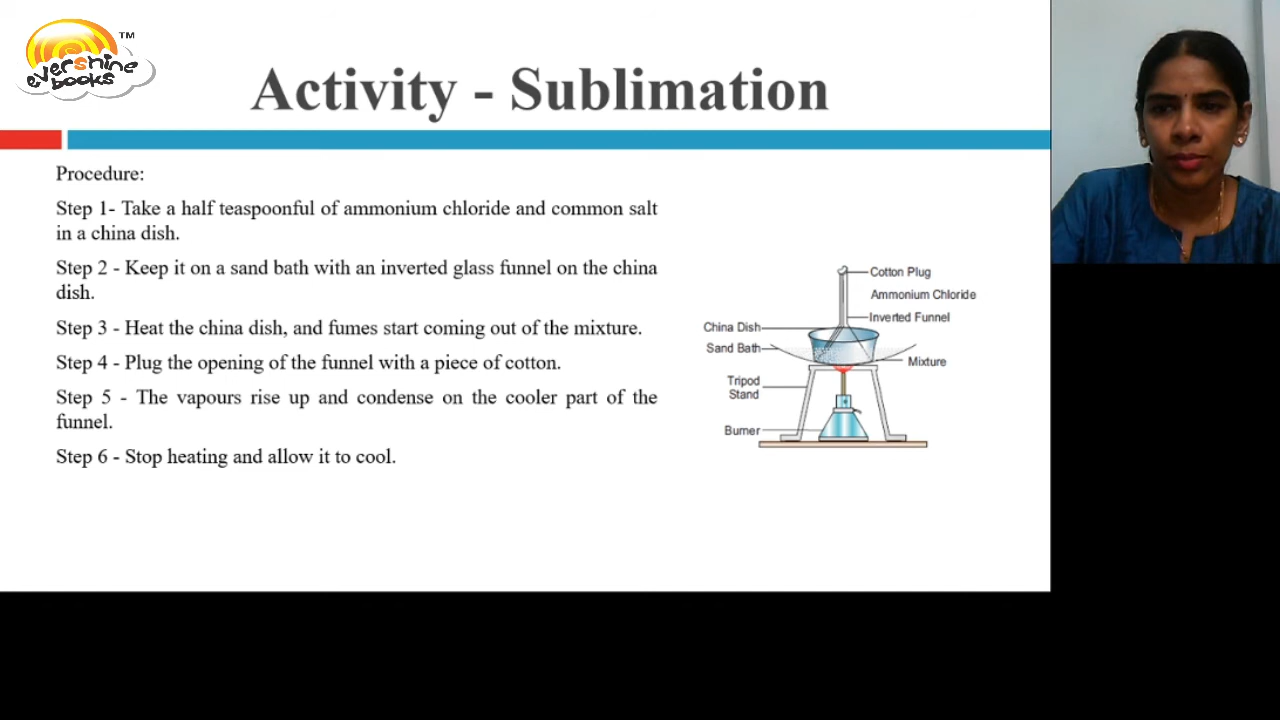 TM
evershine
books
Activity - Sublimation
Procedure:
Step 1- Take a half teaspoonful of ammonium chloride and common salt
in a china dish.
Step 2 - Keep it on a sand bath with an inverted glass funnel on the china
dish.
Step 3 - Heat the china dish, and fumes start coming out of the mixture.
Step 4 - Plug the opening of the funnel with a piece of cotton.
Step 5 - The vapours rise up and condense on the cooler part of the
funnel.
Step 6 - Stop heating and allow it to cool.
Cotton Plug
Ammonium Chloride
Inverted Funnel
China Dish
Sand Bath
Mixture
Tripod
Stand
Burner